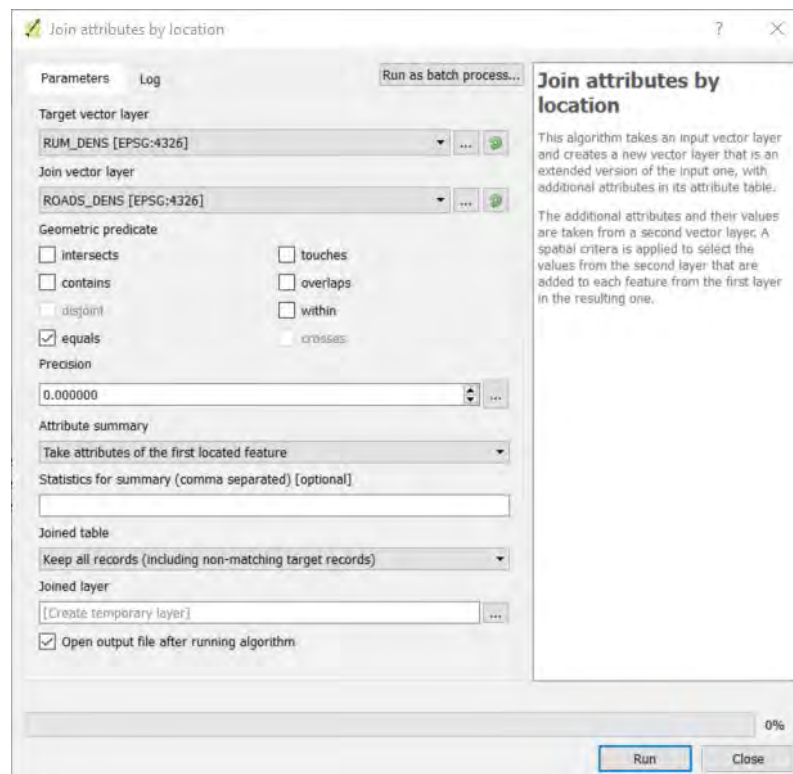 Join attributes by location
?
Parameters
Log
Run as batch process...
Target vector layer
RUM_DENS [EPSG:4326]
...
Join vector layer
ROADS_DENS [EPSG:4326]
...
Geometric predicate
intersects
touches
contains
overlaps
disjoint
within
equals
crosses
Precision
0.000000
...
Attribute summary
Take attributes of the first located feature
Statistics for summary (comma separated) [optional]
Joined table
Keep all records (including non-matching target records)
Joined layer
[Create temporary layer]
...
Open output file after running algorithm
Join attributes by
location
This algorithm takes an input vector layer
and creates a new vector layer that is an
extended version of the input one, with
additional attributes in its attribute table.
The additional attributes and their values
are taken from a second vector layer. A
spatial criteria is applied to select the
values from the second layer that are
added to each feature from the first layer
in the resulting one.
0%
Run
Close